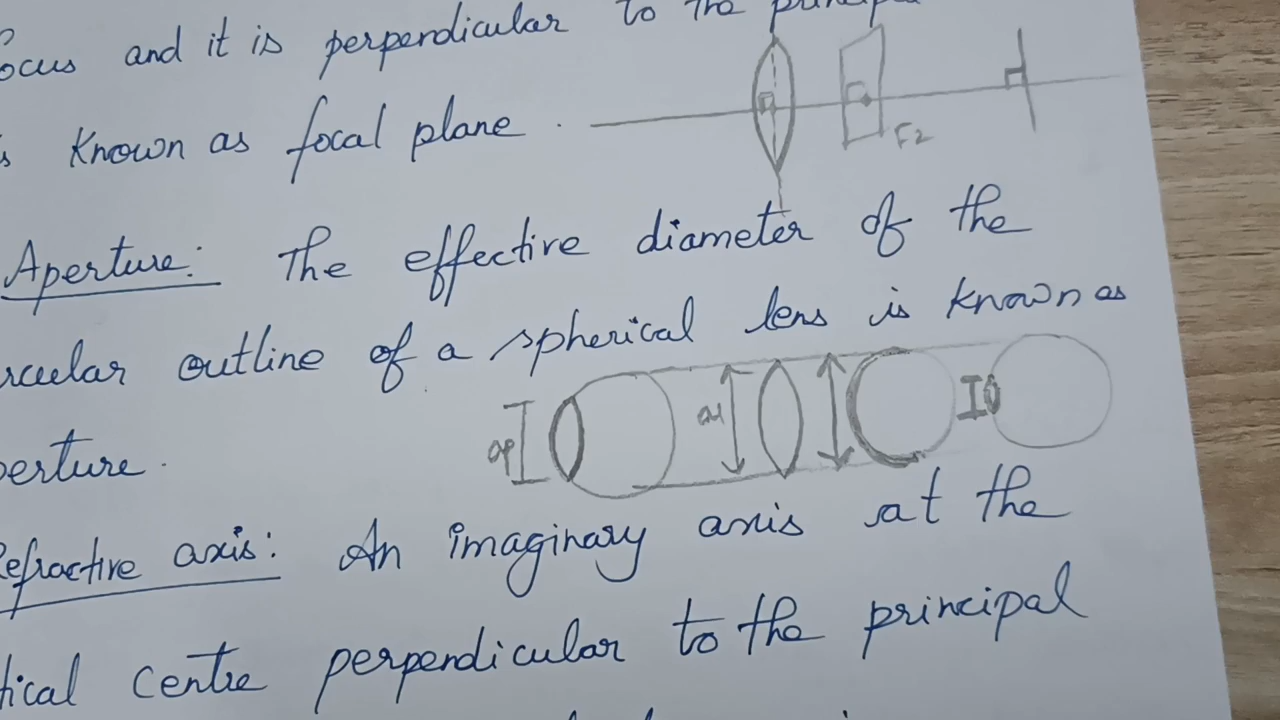 ocus and it is perpendicular to the princip
is known as focal plane.
F2
Aperture: The effective diameter of the
rcular outline of a spherical lens is known as
perture.
Refractive axis: An imaginary axis at the
tical centre perpendicular to the principal